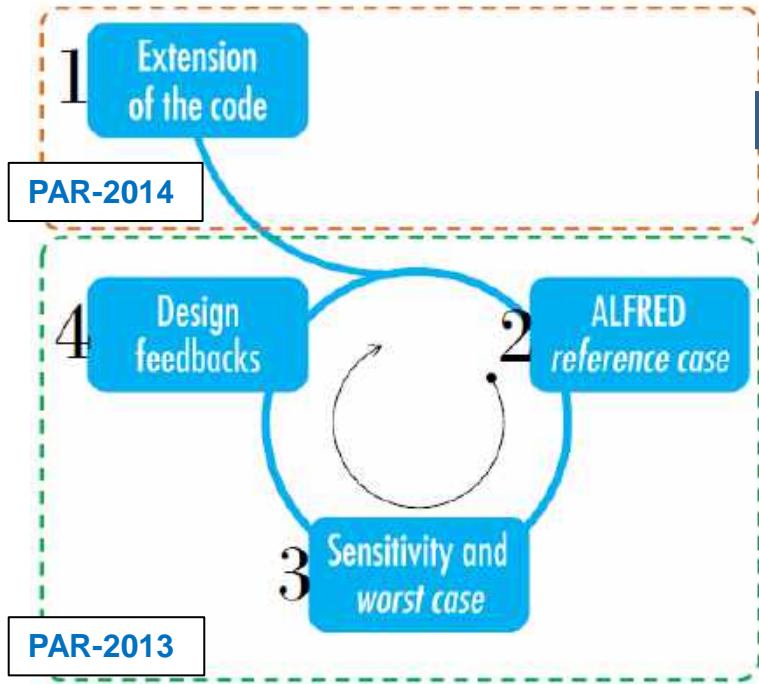 1
Extension
of the code
PAR-2014
4
Design
feedbacks
2
ALFRED
reference case
3
Sensitivity and
worst case
PAR-2013